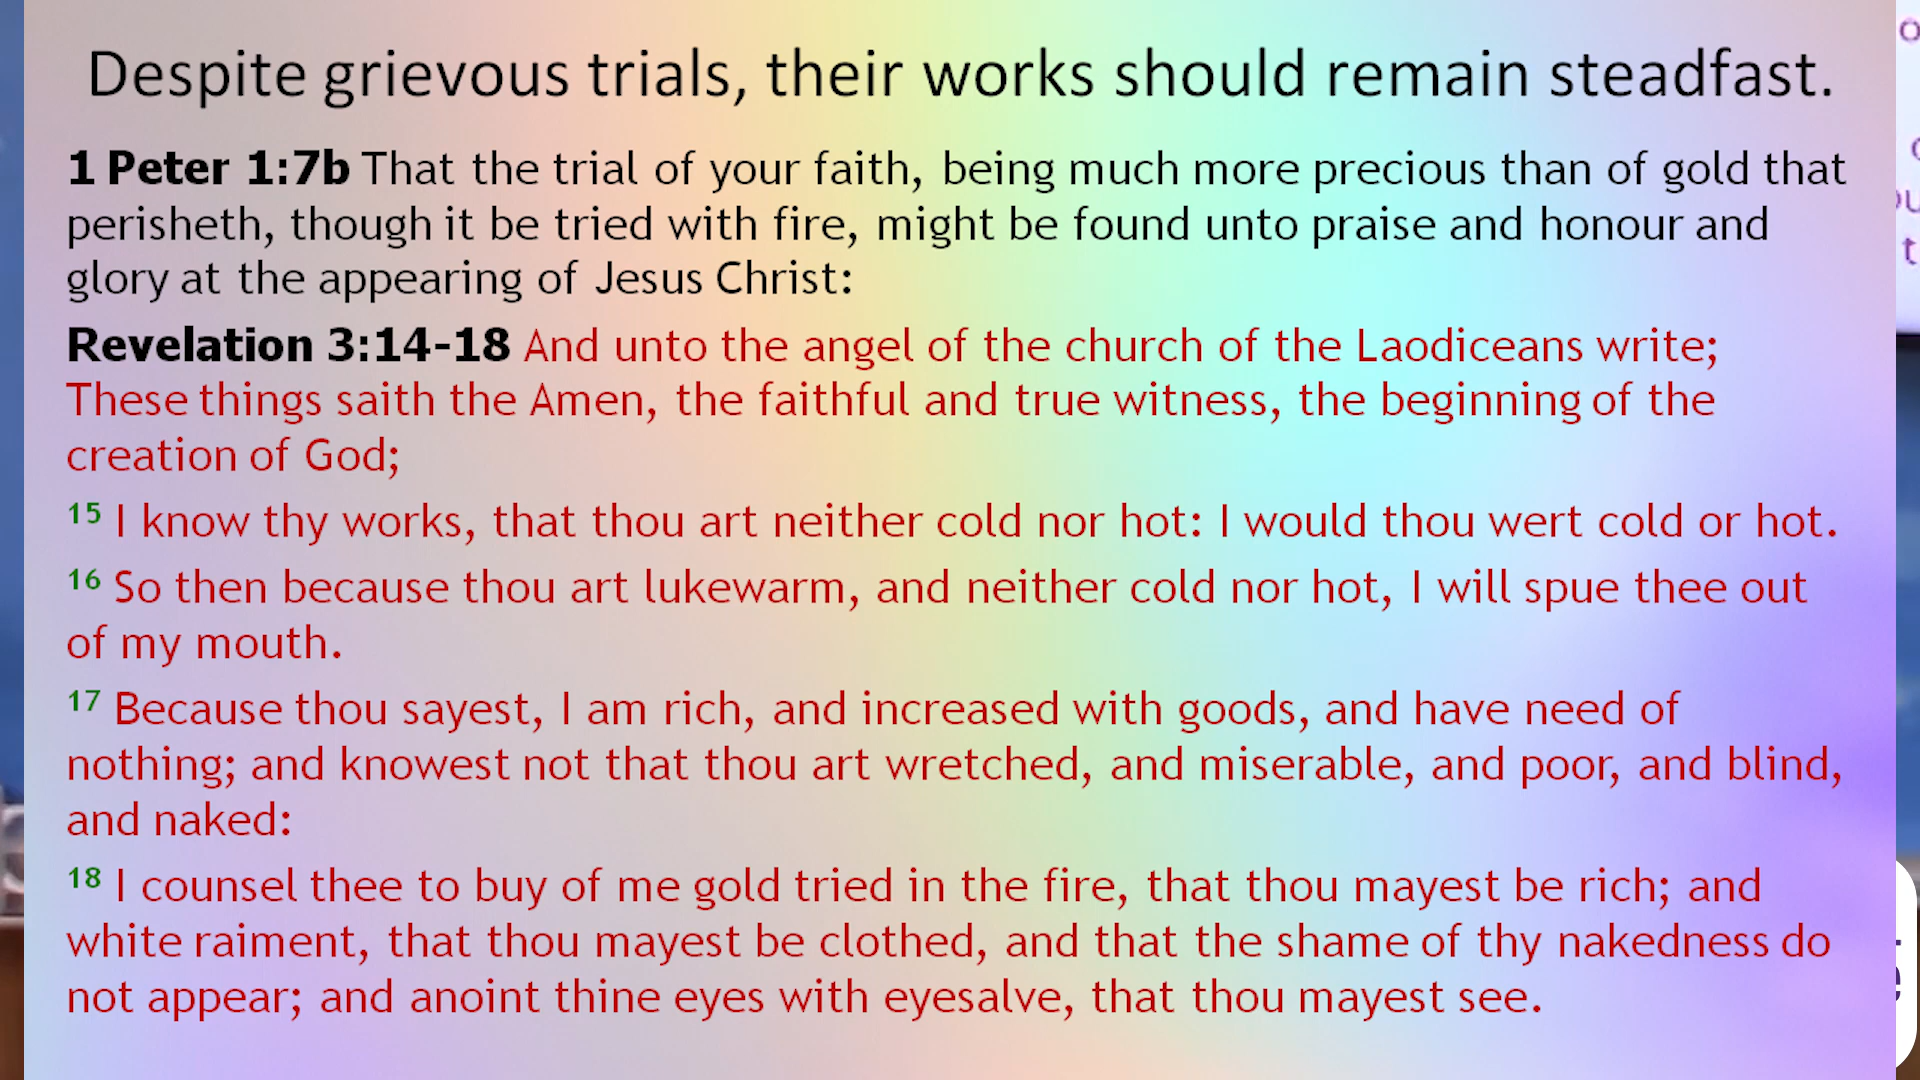 Despite grievous trials, their works should remain steadfast.
1 Peter 1:7b That the trial of your faith, being much more precious than of gold that
perisheth, though it be tried with fire, might be found unto praise and honour and
glory at the appearing of Jesus Christ:
Revelation 3:14-18 And unto the angel of the church of the Laodiceans write;
These things saith the Amen, the faithful and true witness, the beginning of the
creation of God;
15 I know thy works, that thou art neither cold nor hot: I would thou wert cold or hot.
16 So then because thou art lukewarm, and neither cold nor hot, I will spue thee out
of my mouth.
17 Because thou sayest, I am rich, and increased with goods, and have need of
nothing; and knowest not that thou art wretched, and miserable, and poor, and blind,
and naked:
18 I counsel thee to buy of me gold tried in the fire, that thou mayest be rich; and
white raiment, that thou mayest be clothed, and that the shame of thy nakedness do
not appear; and anoint thine eyes with eyesalve, that thou mayest see.